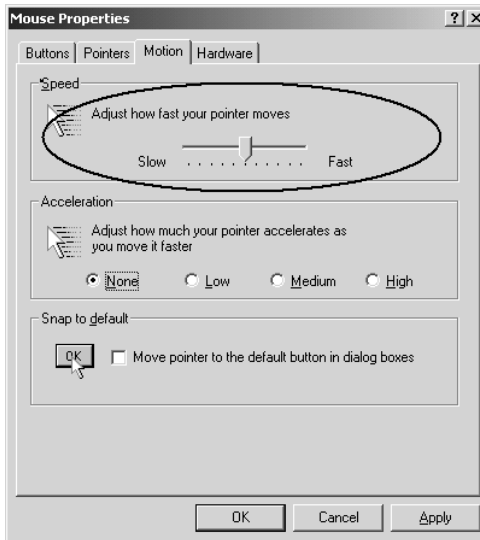 Mouse Properties
Buttons Pointers Motion Hardware
Speed
Adjust how fast your pointer moves
Slow Fast
Acceleration
Adjust how much your pointer accelerates as
you move it faster
None Low Medium High
Snap to default
OK Move pointer to the default button in dialog boxes
OK Cancel Apply